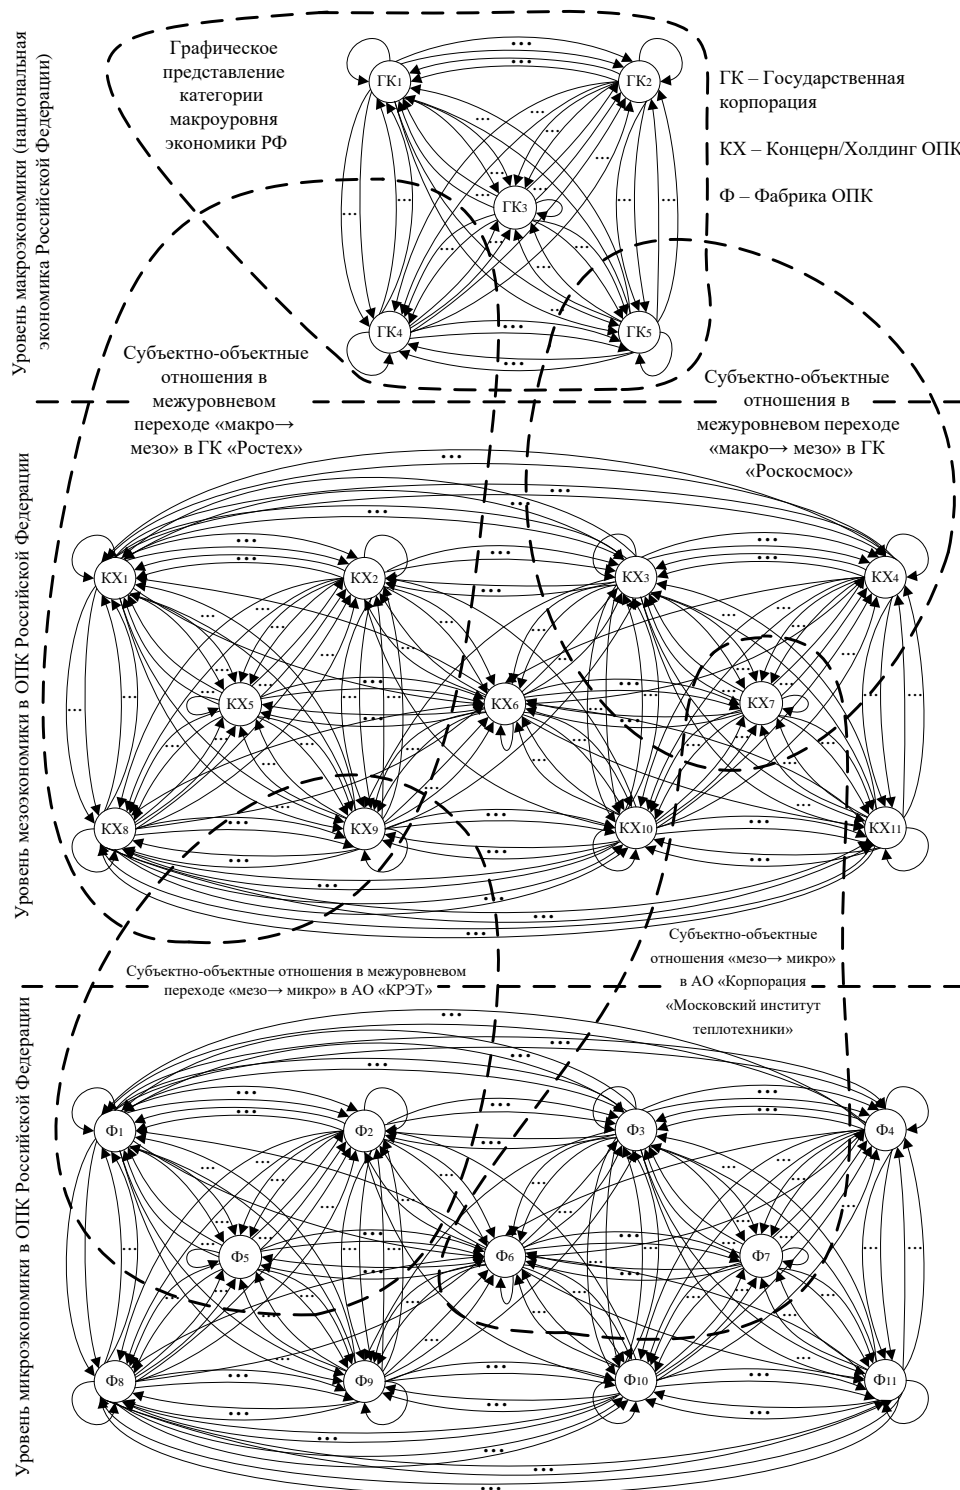 Уровень макроэкономики (национальная
экономика Российской Федерации)
Графическое
представление
категории
макроуровня
экономики РФ
ГК – Государственная
корпорация
КХ – Концерн/Холдинг ОПК
Ф – Фабрика ОПК
...
ГК1
ГК2
ГК3
ГК4
ГК5
Субъектно-объектные
отношения в
межуровневом
переходе «макро→
мезо» в ГК «Ростех»
Субъектно-объектные
отношения в
межуровневом переходе
«макро→ мезо» в ГК
«Роскосмос»
Уровень мезоэкономики в ОПК Российской Федерации
КХ1
КХ2
КХ3
КХ4
КХ5
КХ6
КХ7
КХ8
КХ9
КХ10
КХ11
Субъектно-объектные отношения в межуровневом
переходе «мезо→ микро» в АО «КРЭТ»
Субъектно-объектные
отношения «мезо→ микро»
в АО «Корпорация
«Московский институт
теплотехники»
Уровень микроэкономики в ОПК Российской Федерации
Ф1
Ф2
Ф3
Ф4
Ф5
Ф6
Ф7
Ф8
Ф9
Ф10
Ф11